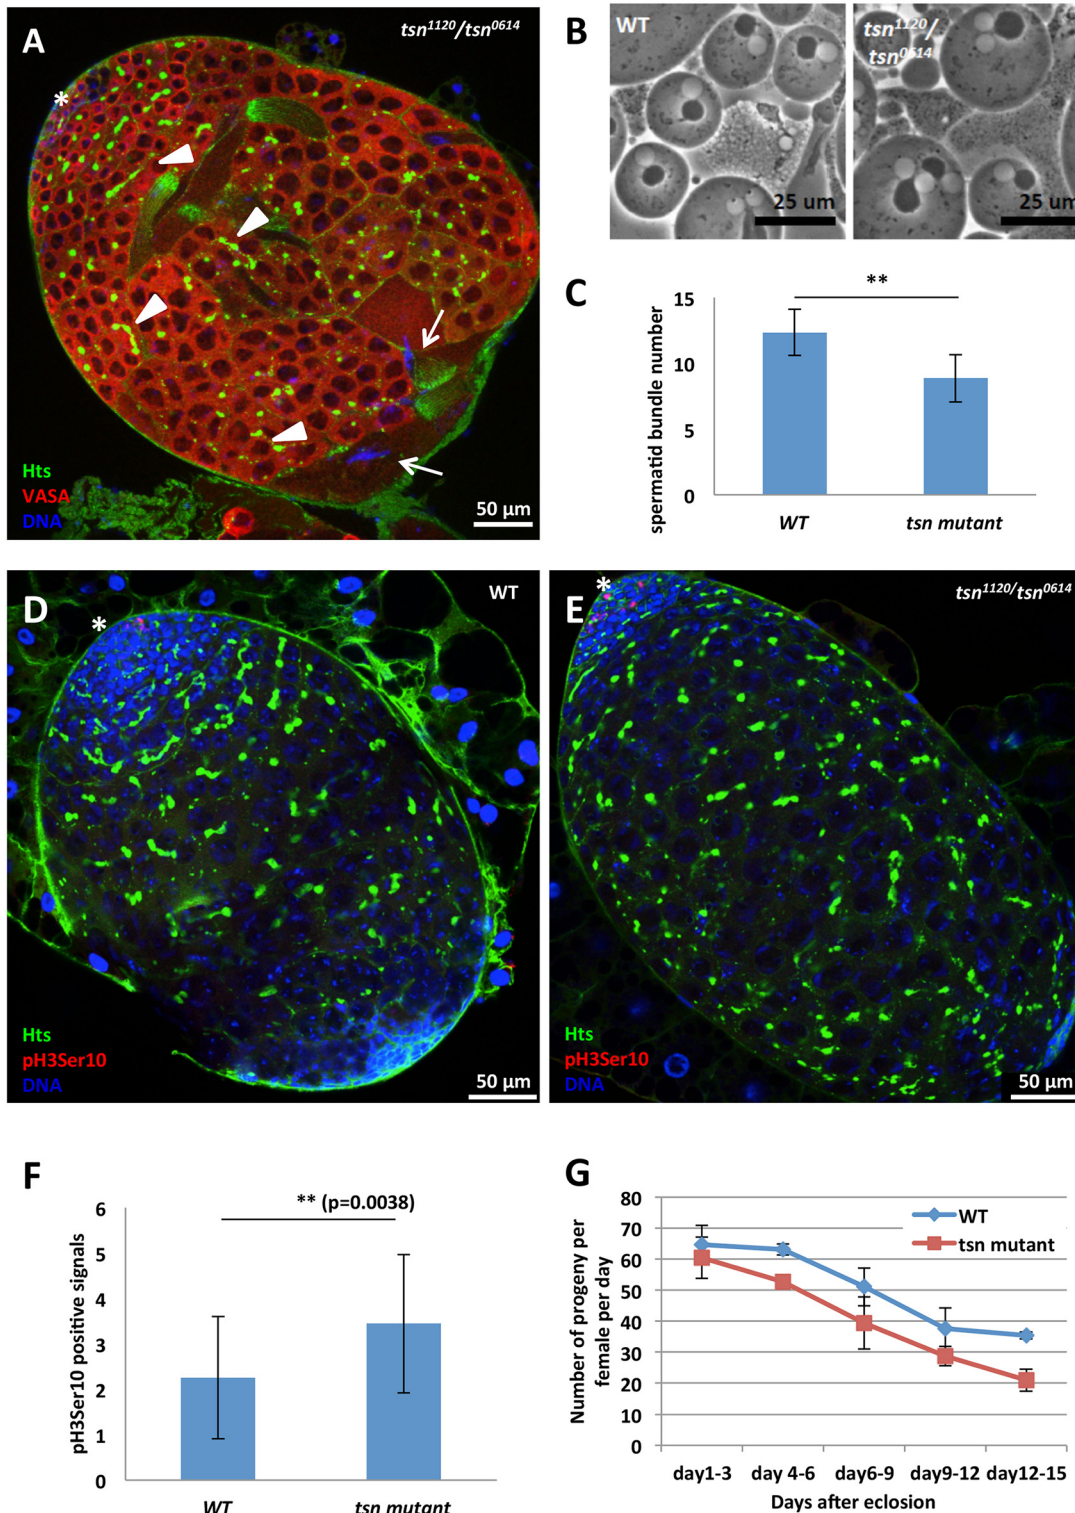 A
tsn1120/tsn0614
*
Hts
VASA
DNA
50 µm
B
WT
25 um
tsn1120/
tsn0614
25 um
C
**
spermatid bundle number
15
10
5
0
WT
tsn mutant
D
WT
*
Hts
pH3Ser10
DNA
50 µm
E
tsn1120/tsn0614
*
Hts
pH3Ser10
DNA
50 µm
F
** (p=0.0038)
pH3Ser10 positive signals
6
5
4
3
2
1
0
WT
tsn mutant
G
Number of progeny per
female per day
80
70
60
50
40
30
20
10
0
WT
tsn mutant
day1-3 day 4-6 day6-9 day9-12 day12-15
Days after eclosion